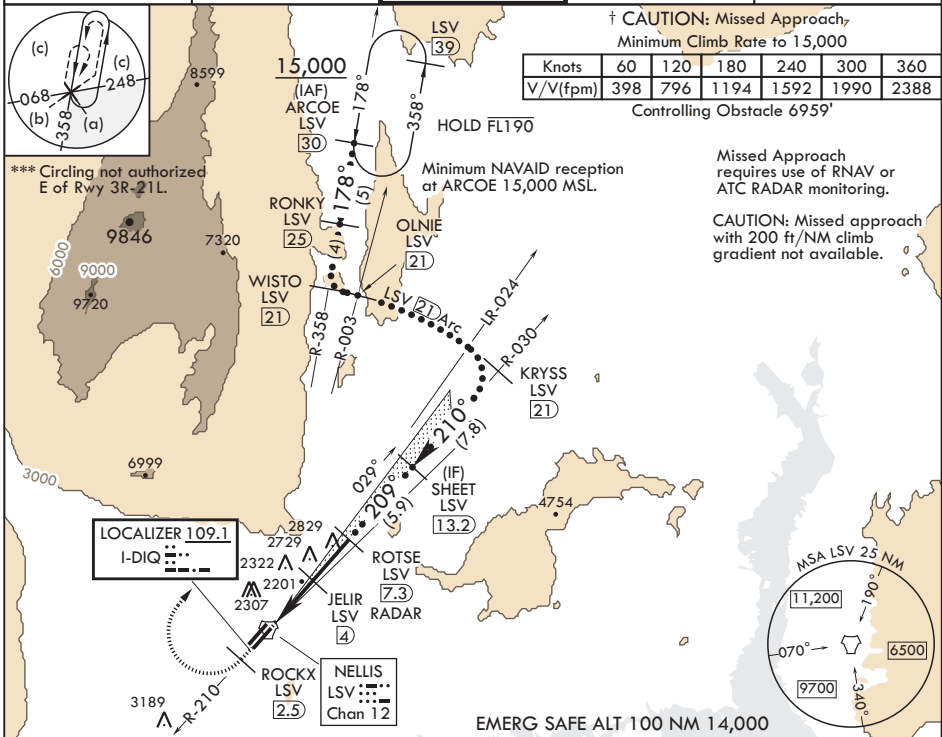 † CAUTION: Missed Approach
Minimum Climb Rate to 15,000
Knots 60 120 180 240 300 360
V/V(fpm) 398 796 1194 1592 1990 2388
Controlling Obstacle 6959'
(c)
(c)
068
248
(b)
(a)
358
*** Circling not authorized
E of Rwy 3R-21L.
8599
15,000
(IAF)
ARCOE
LSV
30
LSV
39
178°
358°
HOLD FL190
Minimum NAVAID reception
at ARCOE 15,000 MSL.
Missed Approach
requires use of RNAV or
ATC RADAR monitoring.
CAUTION: Missed approach
with 200 ft/NM climb
gradient not available.
178°
(5)
RONKY
LSV
25
(4)
OLNIE
LSV
21
9846
7320
6000
9000
9720
WISTO
LSV
21
LSV 21 Arc
R-358
R-003
LR-024
R-030
KRYSS
LSV
21
210°
(7.8)
(IF)
SHEET
LSV
13.2
029°
209°
(5.9)
6999
3000
4754
LOCALIZER 109.1
I-DIQ
2829
2729
2322
2201
2307
ROTSE
LSV
7.3
RADAR
JELIR
LSV
4
ROCKX
LSV
2.5
NELLIS
LSV
Chan 12
3189
R-210
MSA LSV 25 NM
11,200
190°
070°
6500
9700
340°
EMERG SAFE ALT 100 NM 14,000